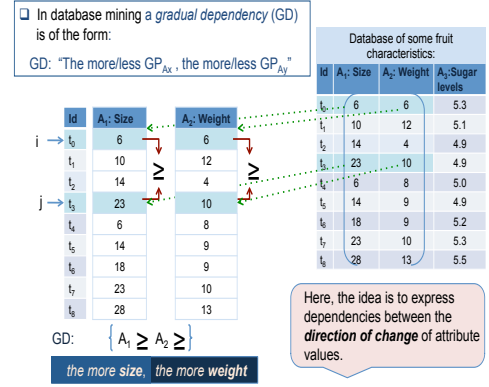 ❑ In database mining a gradual dependency (GD)
is of the form:
GD: "The more/less GP_Ax , the more/less GP_Ay"
Database of some fruit
characteristics:
Id A₁: Size A₂: Weight A₃:Sugar
levels
t₀ 6 6 5.3
t₁ 10 12 5.1
t₂ 14 4 4.9
t₃ 23 10 4.9
t₄ 6 8 5.0
t₅ 14 9 4.9
t₆ 18 9 5.2
t₇ 23 10 5.3
t₈ 28 13 5.5
Id A₁: Size A₂: Weight
i t₀ 6 6
t₁ 10 12
t₂ 14 4
≥ ≥
j t₃ 23 10
t₄ 6 8
t₅ 14 9
t₆ 18 9
t₇ 23 10
t₈ 28 13
GD: { A₁ ≥ A₂ ≥ }
the more size, the more weight
Here, the idea is to express
dependencies between the
direction of change of attribute
values.